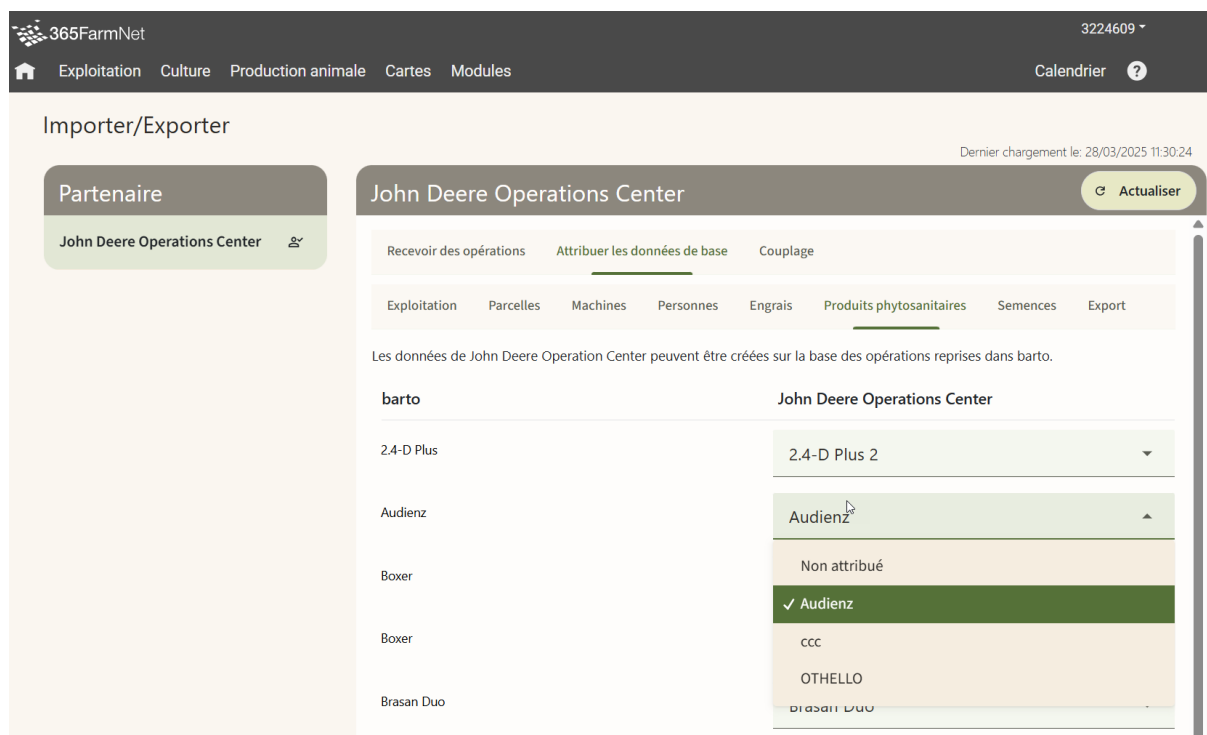 365FarmNet
3224609
Exploitation Culture Production animale Cartes Modules
Calendrier ?
Importer/Exporter
Dernier chargement le: 28/03/2025 11:30:24
Partenaire
John Deere Operations Center
John Deere Operations Center
Actualiser
Recevoir des opérations Attribuer les données de base Couplage
Exploitation Parcelles Machines Personnes Engrais Produits phytosanitaires Semences Export
Les données de John Deere Operation Center peuvent être créées sur la base des opérations reprises dans barto.
barto John Deere Operations Center
2.4-D Plus 2.4-D Plus 2
Audienz Audienz
Non attribué
Boxer
✓ Audienz
ccc
Boxer
OTHELLO
Brasan Duo Brasan Duo